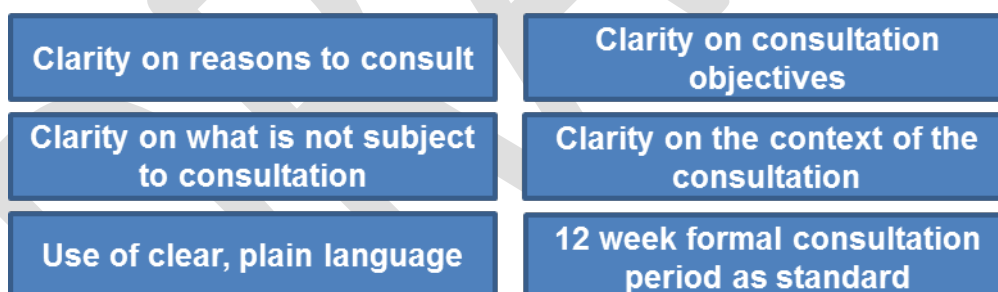 Clarity on reasons to consult
Clarity on consultation
objectives
Clarity on what is not subject
to consultation
Clarity on the context of the
consultation
Use of clear, plain language
12 week formal consultation
period as standard